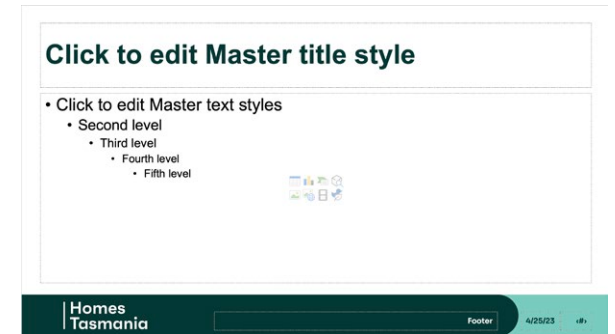 Click to edit Master title style
• Click to edit Master text styles
• Second level
• Third level
• Fourth level
• Fifth level
Homes
Tasmania
Footer
4/25/23
‹#›